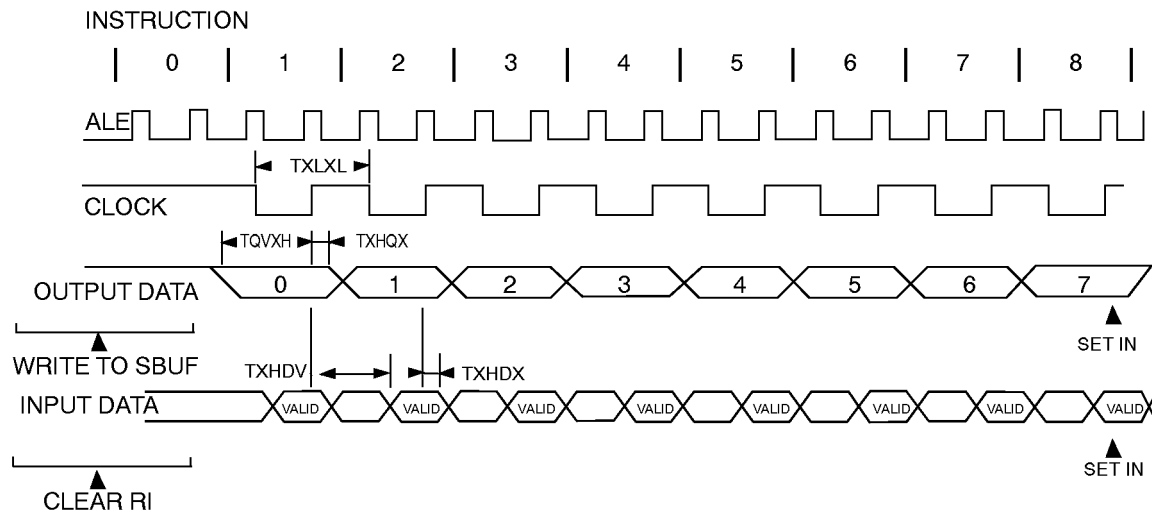 INSTRUCTION
0 1 2 3 4 5 6 7 8
ALE
TXLXL
CLOCK
TQVXH TXHQX
OUTPUT DATA 0 1 2 3 4 5 6 7
WRITE TO SBUF
SET IN
TXHDV TXHDX
INPUT DATA VALID VALID VALID VALID VALID VALID VALID VALID
SET IN
CLEAR RI